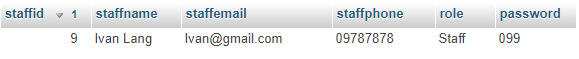 staffid 1 staffname staffemail staffphone role password
9 Ivan Lang Ivan@gmail.com 09787878 Staff 099